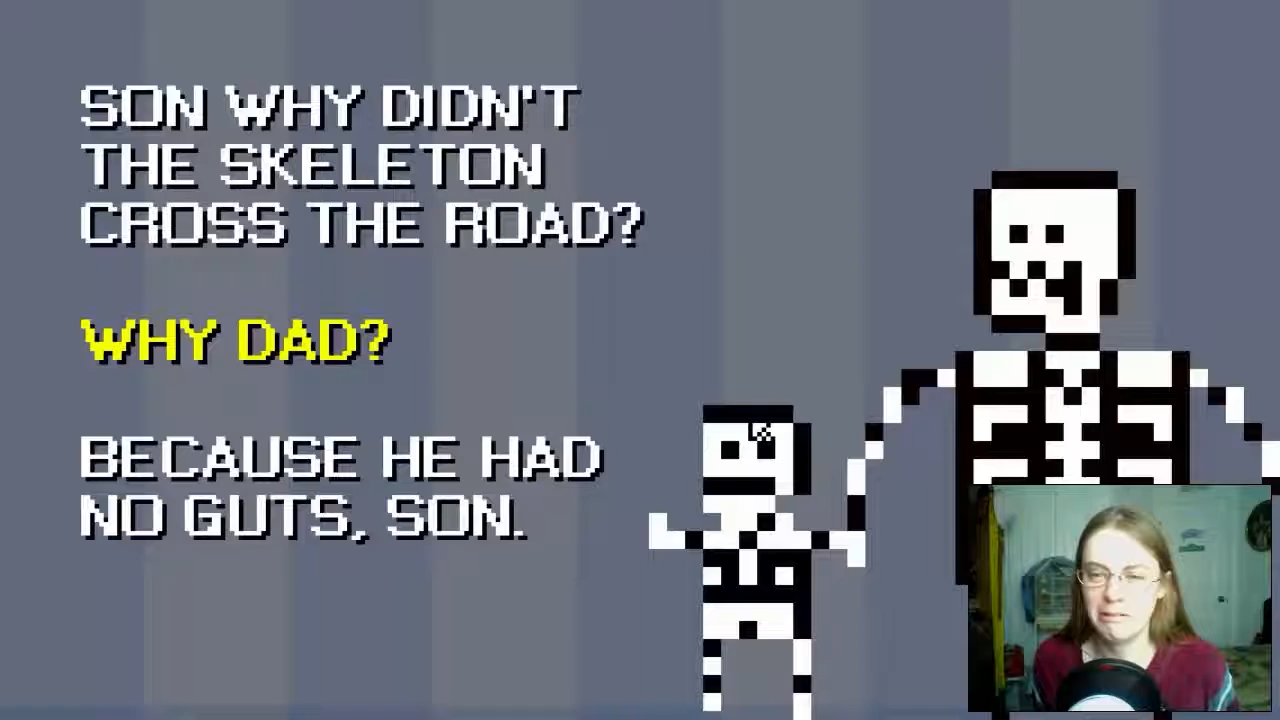 SON WHY DIDN'T
THE SKELETON
CROSS THE ROAD?
WHY DAD?
BECAUSE HE HAD
NO GUTS, SON.